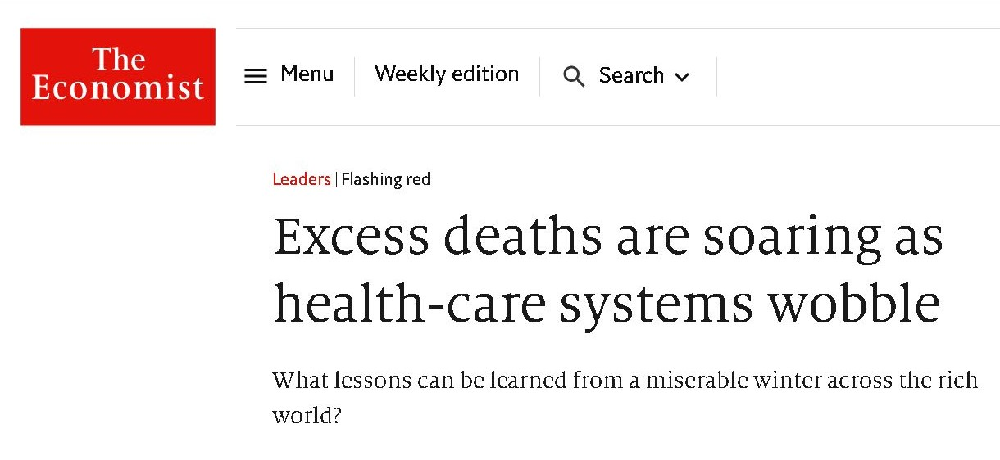 The
Economist
Menu
Weekly edition
Search
Leaders | Flashing red
Excess deaths are soaring as
health-care systems wobble
What lessons can be learned from a miserable winter across the rich
world?